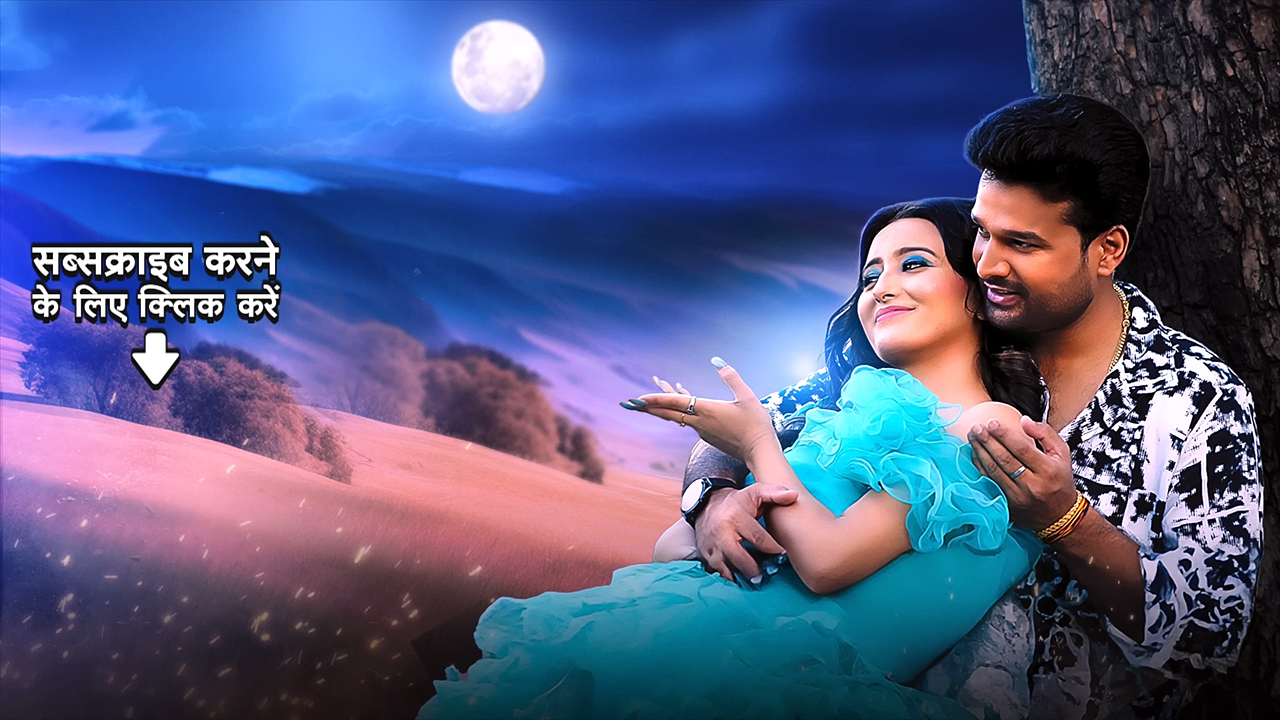 सब्सक्राइब करने
के लिए क्लिक करें